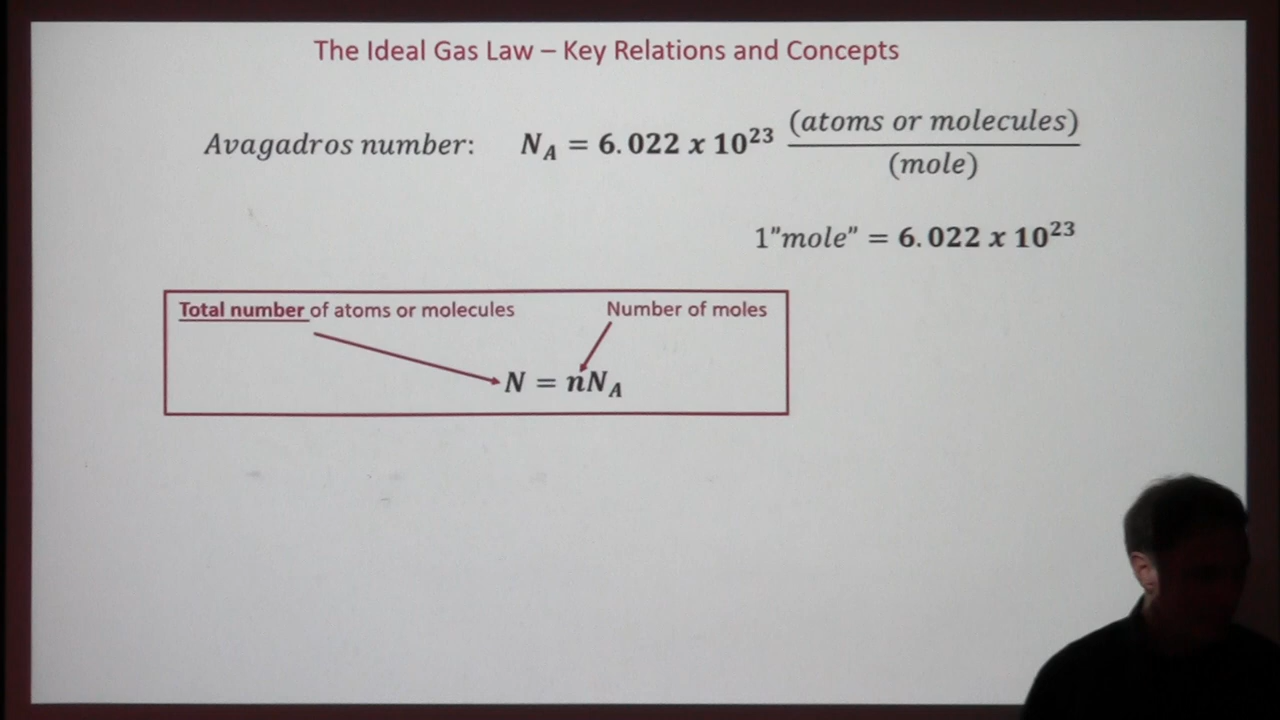 The Ideal Gas Law – Key Relations and Concepts
Avagadros number: N_A = 6.022 x 10^23 (atoms or molecules) / (mole)
1"mole" = 6.022 x 10^23
Total number of atoms or molecules Number of moles
N = nN_A